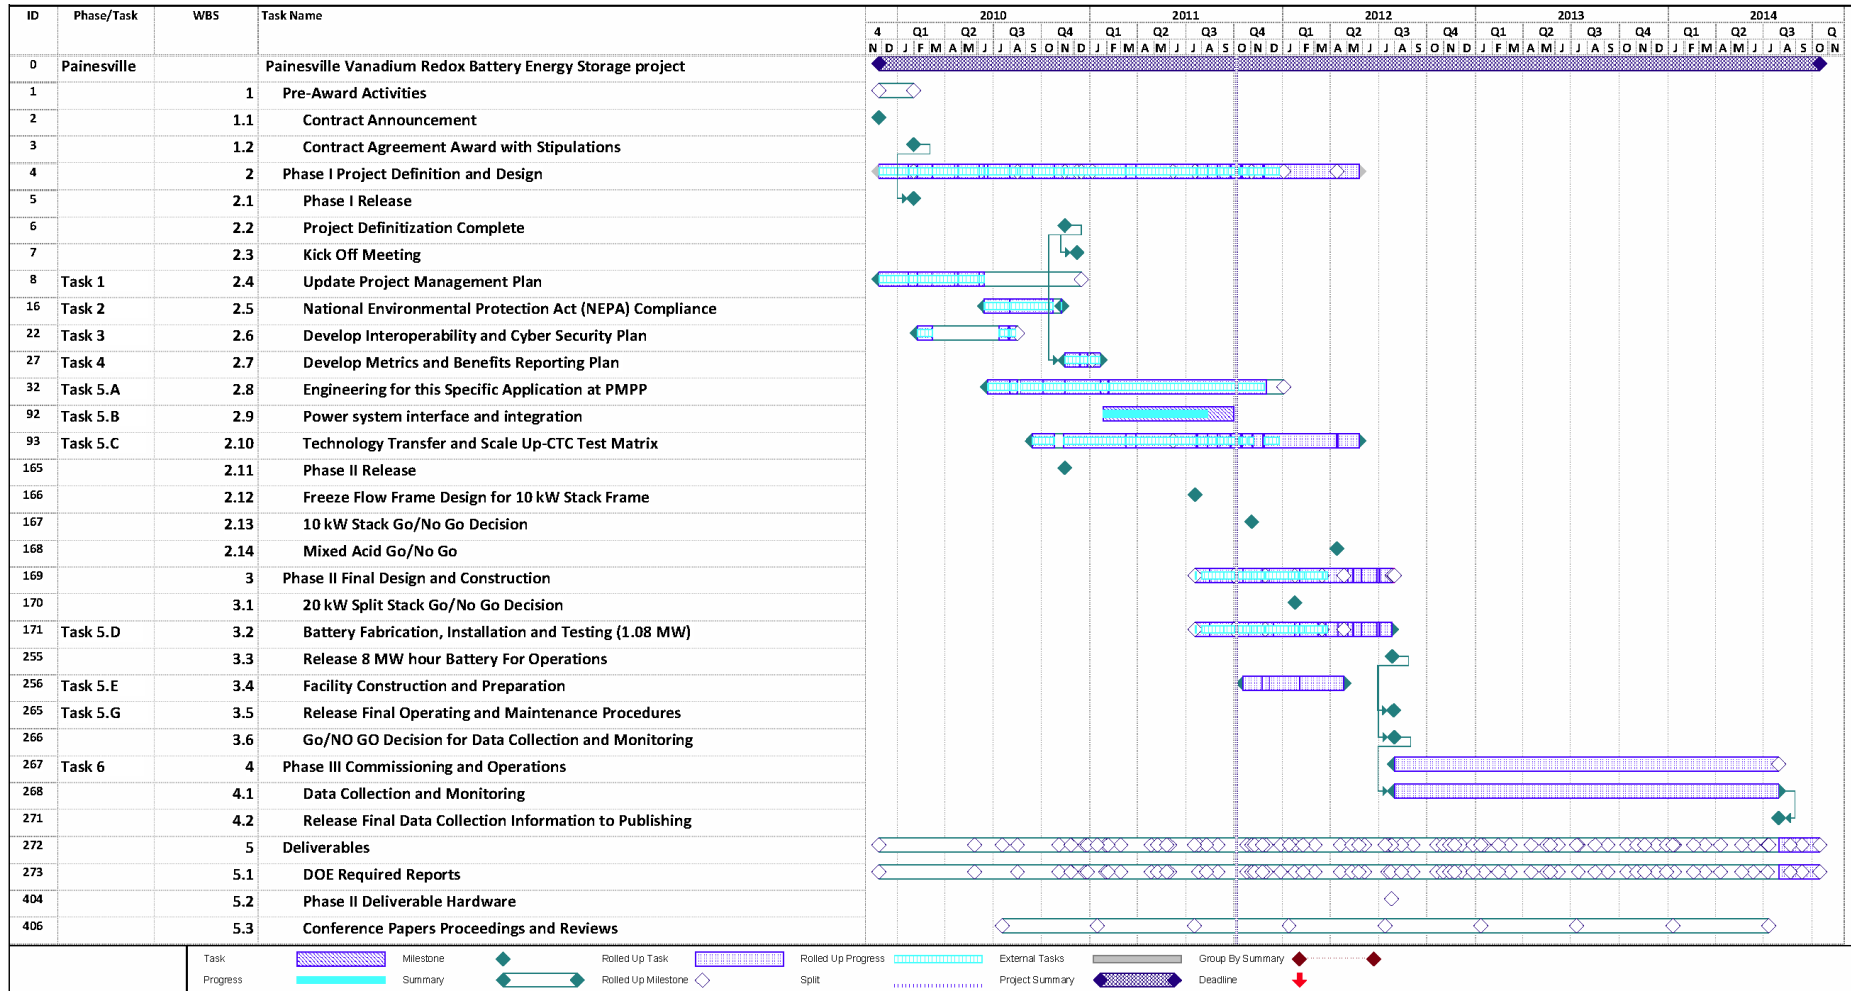 ID Phase/Task WBS Task Name 2010 2011 2012 2013 2014
4 Q1 Q2 Q3 Q4 Q1 Q2 Q3 Q4 Q1 Q2 Q3 Q4 Q1 Q2 Q3 Q4 Q1 Q2 Q3 Q
N D J F M A M J J A S O N D J F M A M J J A S O N D J F M A M J J A S O N D J F M A M J J A S O N D J F M A M J J A S O N
0 Painesville Painesville Vanadium Redox Battery Energy Storage project
1 1 Pre-Award Activities
2 1.1 Contract Announcement
3 1.2 Contract Agreement Award with Stipulations
4 2 Phase I Project Definition and Design
5 2.1 Phase I Release
6 2.2 Project Definitization Complete
7 2.3 Kick Off Meeting
8 Task 1 2.4 Update Project Management Plan
16 Task 2 2.5 National Environmental Protection Act (NEPA) Compliance
22 Task 3 2.6 Develop Interoperability and Cyber Security Plan
27 Task 4 2.7 Develop Metrics and Benefits Reporting Plan
32 Task 5.A 2.8 Engineering for this Specific Application at PMPP
92 Task 5.B 2.9 Power system interface and integration
93 Task 5.C 2.10 Technology Transfer and Scale Up-CTC Test Matrix
165 2.11 Phase II Release
166 2.12 Freeze Flow Frame Design for 10 kW Stack Frame
167 2.13 10 kW Stack Go/No Go Decision
168 2.14 Mixed Acid Go/No Go
169 3 Phase II Final Design and Construction
170 3.1 20 kW Split Stack Go/No Go Decision
171 Task 5.D 3.2 Battery Fabrication, Installation and Testing (1.08 MW)
255 3.3 Release 8 MW hour Battery For Operations
256 Task 5.E 3.4 Facility Construction and Preparation
265 Task 5.G 3.5 Release Final Operating and Maintenance Procedures
266 3.6 Go/NO GO Decision for Data Collection and Monitoring
267 Task 6 4 Phase III Commissioning and Operations
268 4.1 Data Collection and Monitoring
271 4.2 Release Final Data Collection Information to Publishing
272 5 Deliverables
273 5.1 DOE Required Reports
404 5.2 Phase II Deliverable Hardware
406 5.3 Conference Papers Proceedings and Reviews
Task Milestone Rolled Up Task Rolled Up Progress External Tasks Group By Summary
Progress Summary Rolled Up Milestone Split Project Summary Deadline